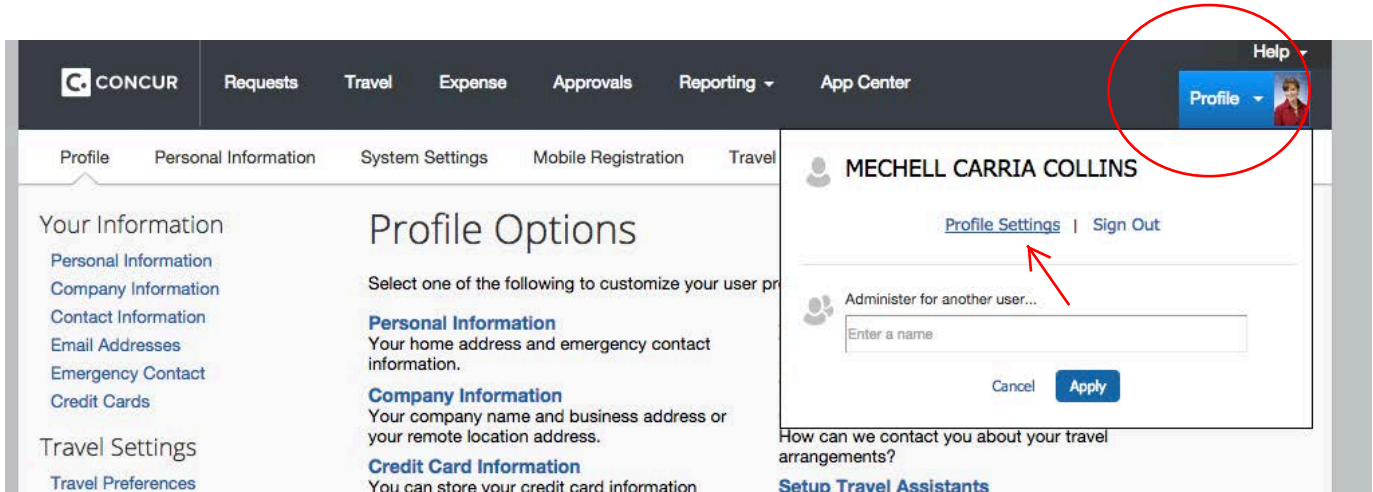 Help
C. CONCUR Requests Travel Expense Approvals Reporting App Center Profile
Profile Personal Information System Settings Mobile Registration Travel
MECHELL CARRIA COLLINS
Profile Settings | Sign Out
Administer for another user...
Enter a name
Cancel Apply
Your Information
Personal Information
Company Information
Contact Information
Email Addresses
Emergency Contact
Credit Cards
Travel Settings
Travel Preferences
Profile Options
Select one of the following to customize your user pr
Personal Information
Your home address and emergency contact
information.
Company Information
Your company name and business address or
your remote location address.
Credit Card Information
You can store your credit card information
How can we contact you about your travel
arrangements?
Setup Travel Assistants